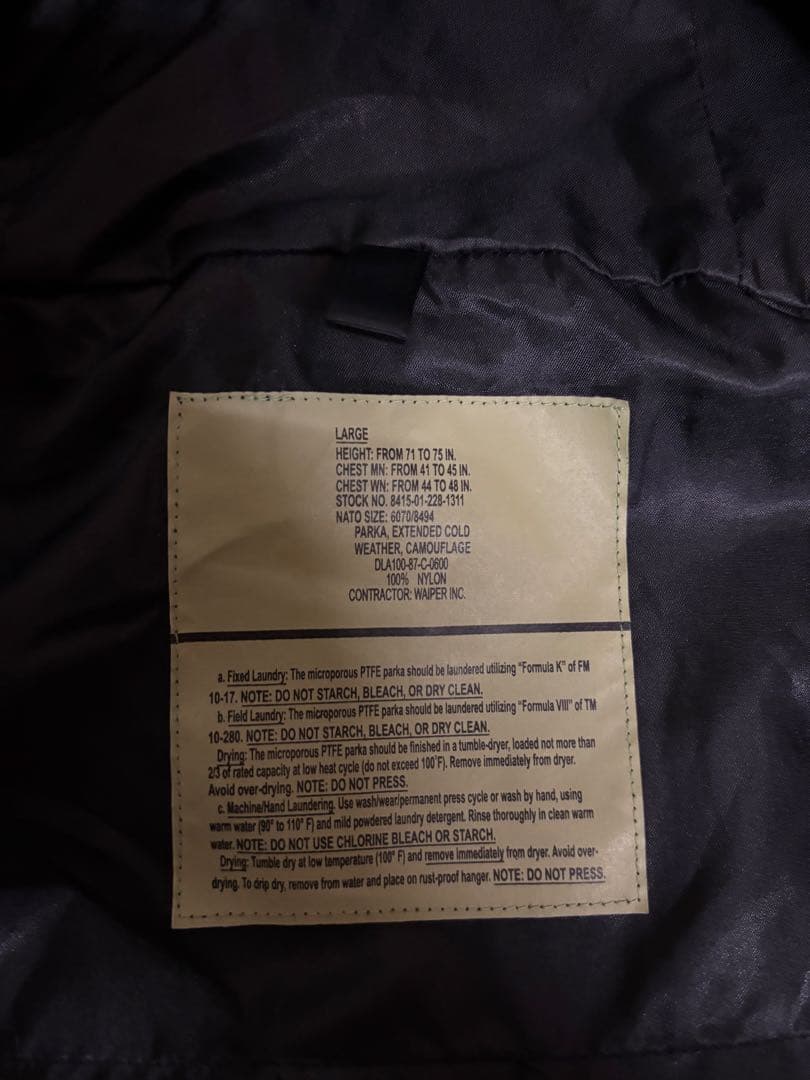 LARGE
HEIGHT: FROM 71 TO 75 IN.
CHEST MN: FROM 41 TO 45 IN.
CHEST WN: FROM 44 TO 48 IN.
STOCK NO. 8415-01-228-1311
NATO SIZE: 6070/8494
PARKA, EXTENDED COLD
WEATHER, CAMOUFLAGE
DLA100-87-C-0600
100% NYLON
CONTRACTOR: WAIPER INC.
a. Fixed Laundry: The microporous PTFE parka should be laundered utilizing "Formula K" of FM
10-17. NOTE: DO NOT STARCH, BLEACH, OR DRY CLEAN.
b. Field Laundry: The microporous PTFE parka should be laundered utilizing "Formula VIII" of TM
10-280. NOTE: DO NOT STARCH, BLEACH, OR DRY CLEAN.
Drying: The microporous PTFE parka should be finished in a tumble-dryer, loaded not more than
2/3 of rated capacity at low heat cycle (do not exceed 100°F). Remove immediately from dryer.
Avoid over-drying. NOTE: DO NOT PRESS.
c. Machine/Hand Laundering. Use wash/wear/permanent press cycle or wash by hand, using
warm water (90° to 110° F) and mild powdered laundry detergent. Rinse thoroughly in clean warm
water. NOTE: DO NOT USE CHLORINE BLEACH OR STARCH.
Drying: Tumble dry at low temperature (100° F) and remove immediately from dryer. Avoid over-
drying. To drip dry, remove from water and place on rust-proof hanger. NOTE: DO NOT PRESS.